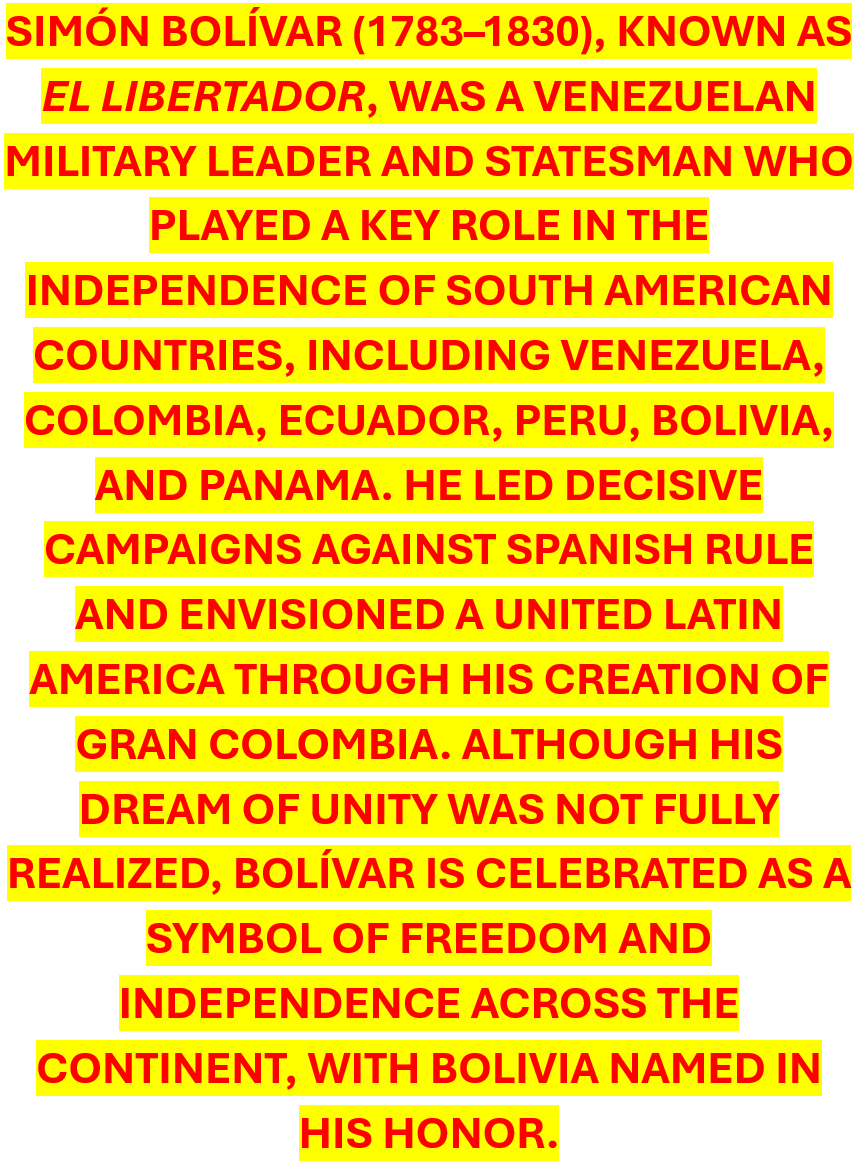 SIMÓN BOLÍVAR (1783–1830), KNOWN AS
EL LIBERTADOR, WAS A VENEZUELAN
MILITARY LEADER AND STATESMAN WHO
PLAYED A KEY ROLE IN THE
INDEPENDENCE OF SOUTH AMERICAN
COUNTRIES, INCLUDING VENEZUELA,
COLOMBIA, ECUADOR, PERU, BOLIVIA,
AND PANAMA. HE LED DECISIVE
CAMPAIGNS AGAINST SPANISH RULE
AND ENVISIONED A UNITED LATIN
AMERICA THROUGH HIS CREATION OF
GRAN COLOMBIA. ALTHOUGH HIS
DREAM OF UNITY WAS NOT FULLY
REALIZED, BOLÍVAR IS CELEBRATED AS A
SYMBOL OF FREEDOM AND
INDEPENDENCE ACROSS THE
CONTINENT, WITH BOLIVIA NAMED IN
HIS HONOR.